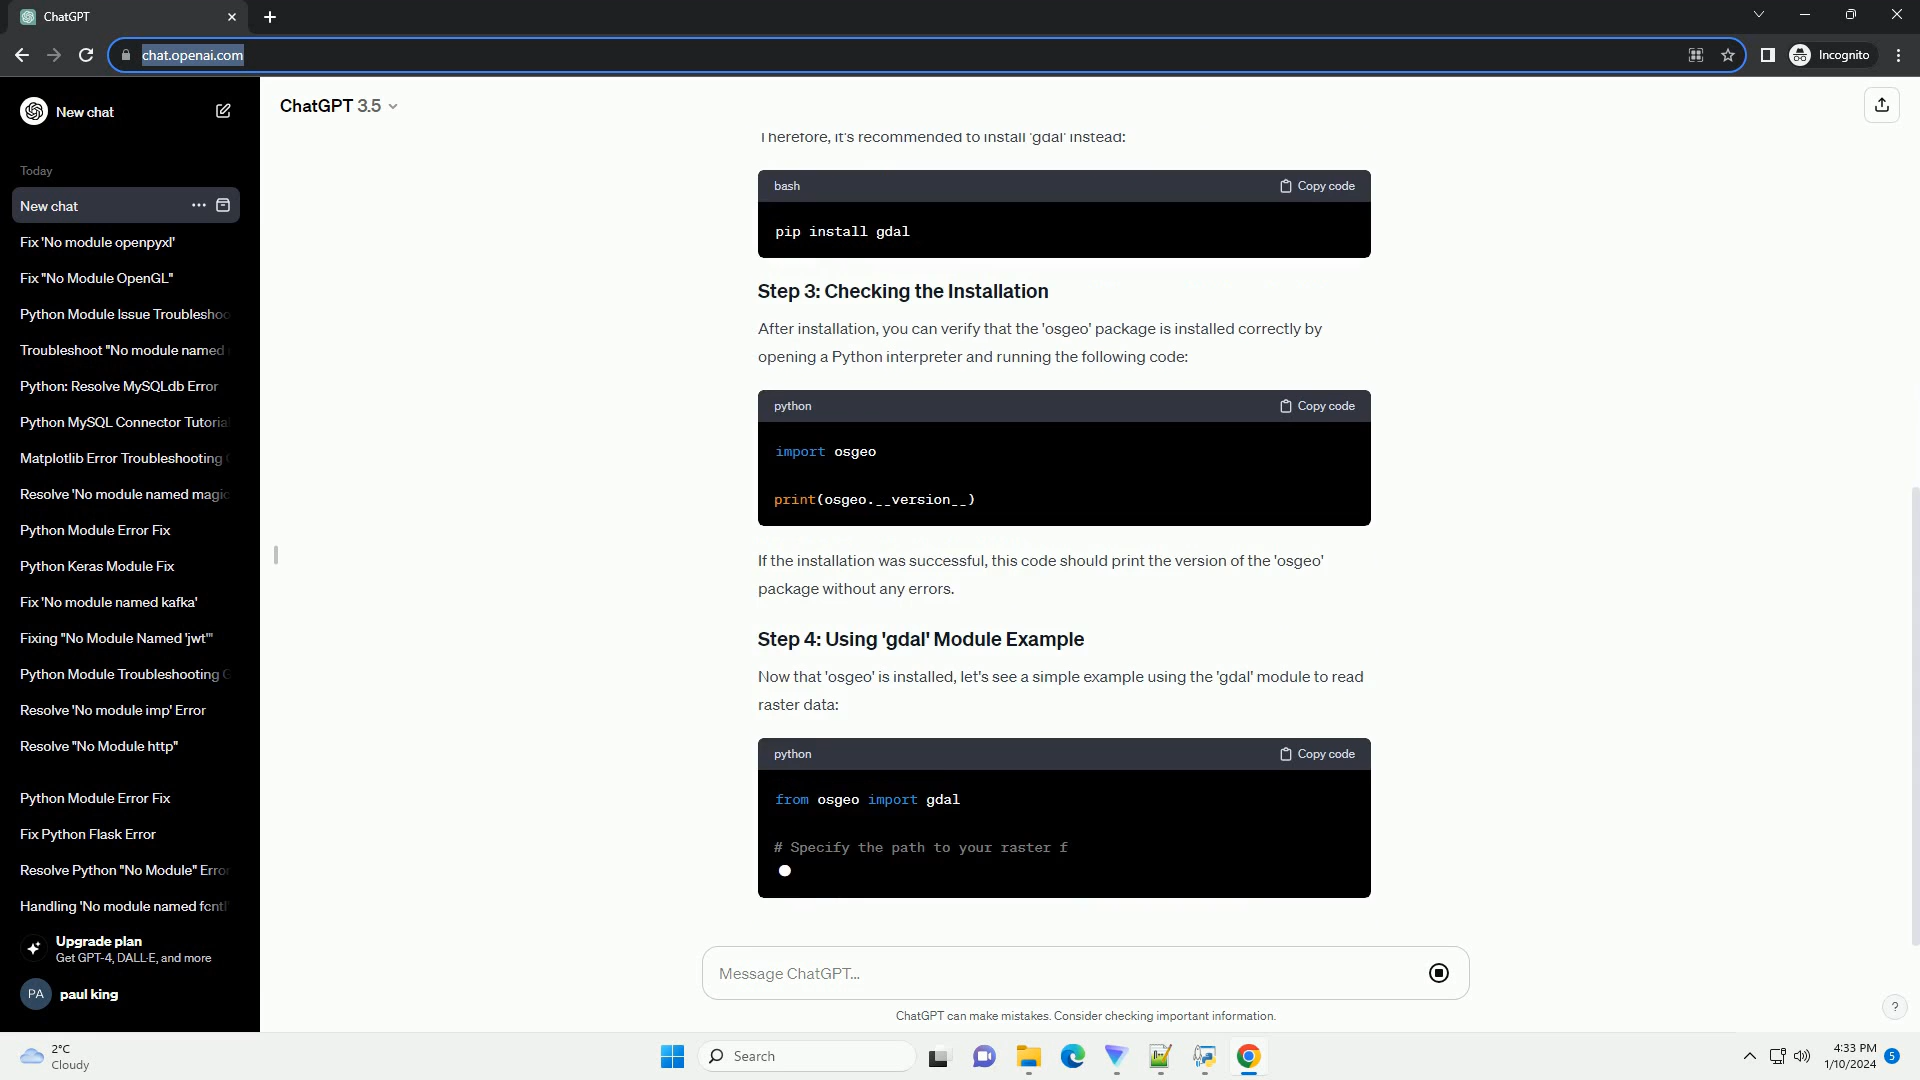 ChatGPT
chat.openai.com
Incognito
New chat
Today
New chat
Fix 'No module openpyxl'
Fix "No Module OpenGL"
Python Module Issue Troubleshoo
Troubleshoot "No module named
Python: Resolve MySQLdb Error
Python MySQL Connector Tutoria
Matplotlib Error Troubleshooting
Resolve 'No module named magic
Python Module Error Fix
Python Keras Module Fix
Fix 'No module named kafka'
Fixing "No Module Named 'jwt'"
Python Module Troubleshooting G
Resolve 'No module imp' Error
Resolve "No Module http"
Python Module Error Fix
Fix Python Flask Error
Resolve Python "No Module" Error
Handling 'No module named fcntl'
Upgrade plan
Get GPT-4, DALL·E, and more
PA
paul king
ChatGPT 3.5
Therefore, it's recommended to install 'gdal' instead:
bash
Copy code
pip install gdal
Step 3: Checking the Installation
After installation, you can verify that the 'osgeo' package is installed correctly by
opening a Python interpreter and running the following code:
python
Copy code
import osgeo
print(osgeo.__version__)
If the installation was successful, this code should print the version of the 'osgeo'
package without any errors.
Step 4: Using 'gdal' Module Example
Now that 'osgeo' is installed, let's see a simple example using the 'gdal' module to read
raster data:
python
Copy code
from osgeo import gdal
# Specify the path to your raster f
Message ChatGPT...
ChatGPT can make mistakes. Consider checking important information.
?
2°C
Cloudy
Search
4:33 PM
1/10/2024
5